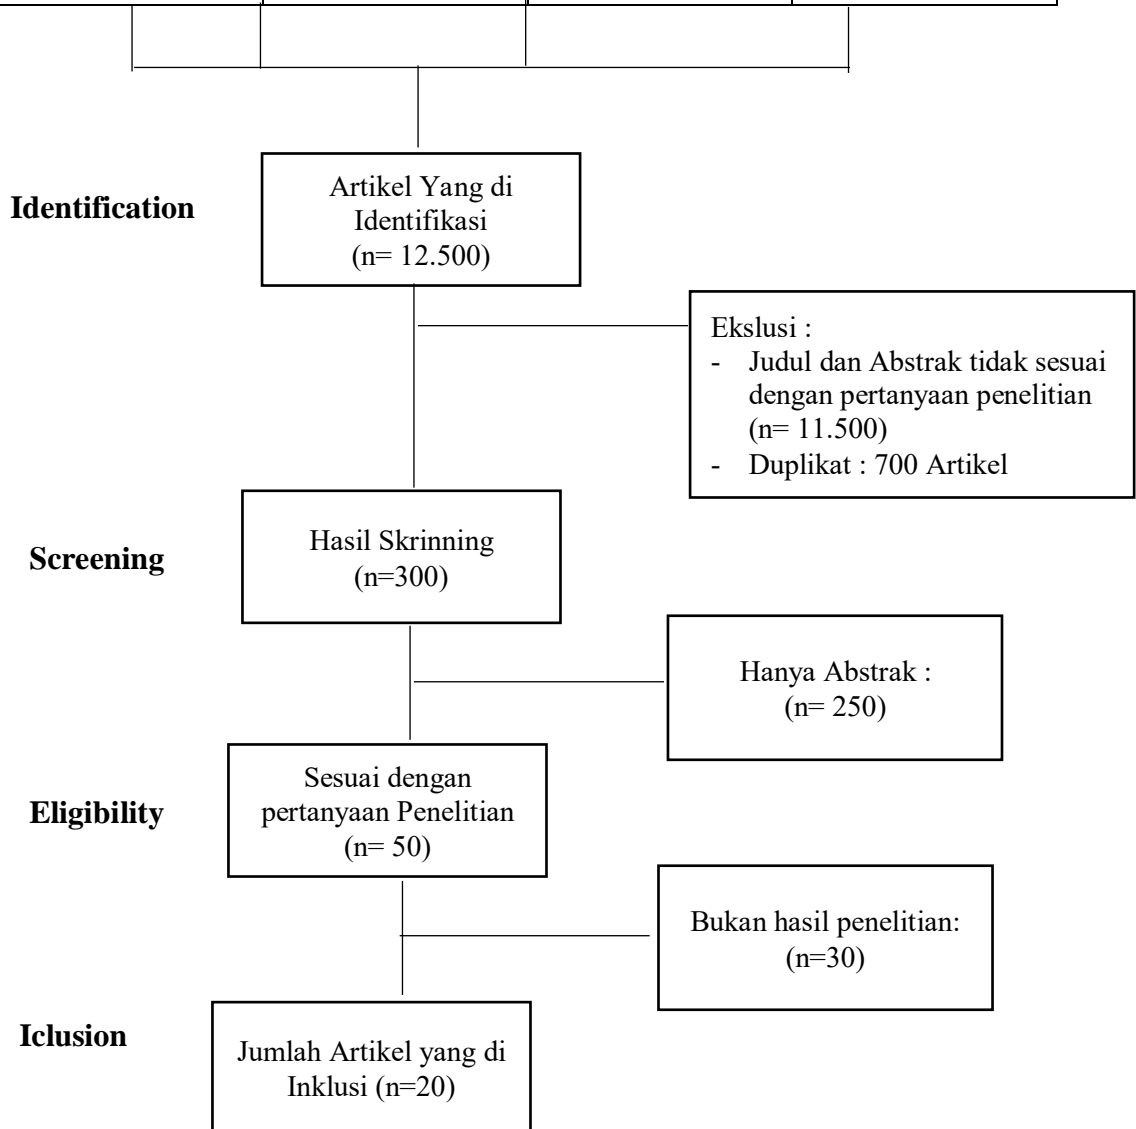 Identification
Artikel Yang di
Identifikasi
(n= 12.500)
Ekslusi :
- Judul dan Abstrak tidak sesuai
dengan pertanyaan penelitian
(n= 11.500)
- Duplikat : 700 Artikel
Screening
Hasil Skrinning
(n=300)
Hanya Abstrak :
(n= 250)
Eligibility
Sesuai dengan
pertanyaan Penelitian
(n= 50)
Bukan hasil penelitian:
(n=30)
Iclusion
Jumlah Artikel yang di
Inklusi (n=20)